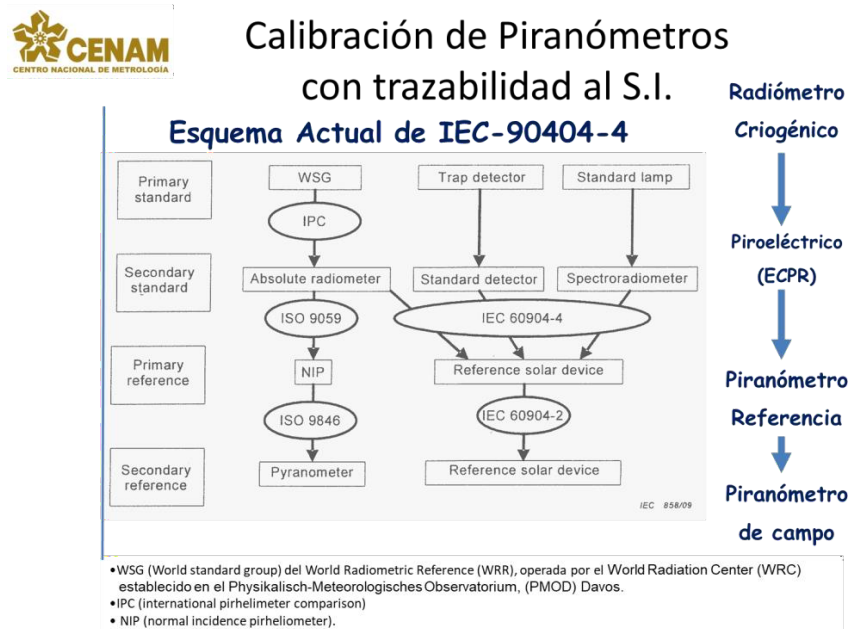 CENAM
CENTRO NACIONAL DE METROLOGÍA
Calibración de Piranómetros
con trazabilidad al S.I.
Esquema Actual de IEC-90404-4
Primary
standard
WSG
Trap detector
Standard lamp
IPC
Secondary
standard
Absolute radiometer
Standard detector
Spectroradiometer
ISO 9059
IEC 60904-4
Primary
reference
NIP
Reference solar device
ISO 9846
IEC 60904-2
Secondary
reference
Pyranometer
Reference solar device
IEC 858/09
Radiómetro
Criogénico
Piroeléctrico
(ECPR)
Piranómetro
Referencia
Piranómetro
de campo
•WSG (World standard group) del World Radiometric Reference (WRR), operada por el World Radiation Center (WRC)
establecido en el Physikalisch-Meteorologisches Observatorium, (PMOD) Davos.
•IPC (international pirhelimeter comparison)
• NIP (normal incidence pirheliometer).